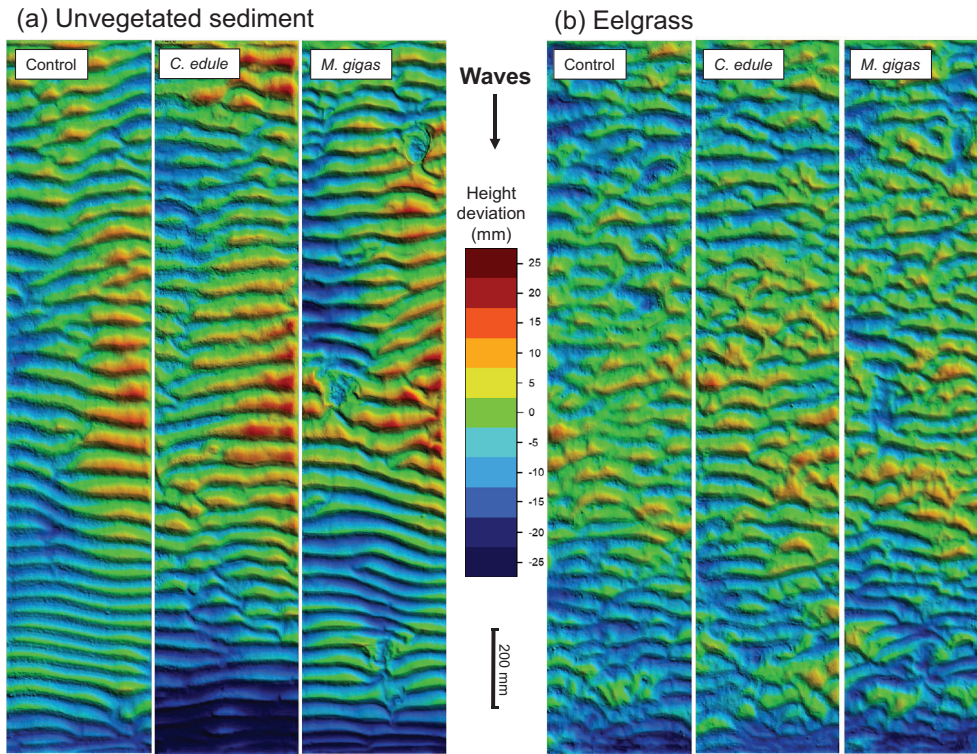 (a) Unvegetated sediment
(b) Eelgrass
Control
C. edule
M. gigas
Waves
Control
C. edule
M. gigas
Height
deviation
(mm)
25
20
15
10
5
0
-5
-10
-15
-20
-25
200 mm